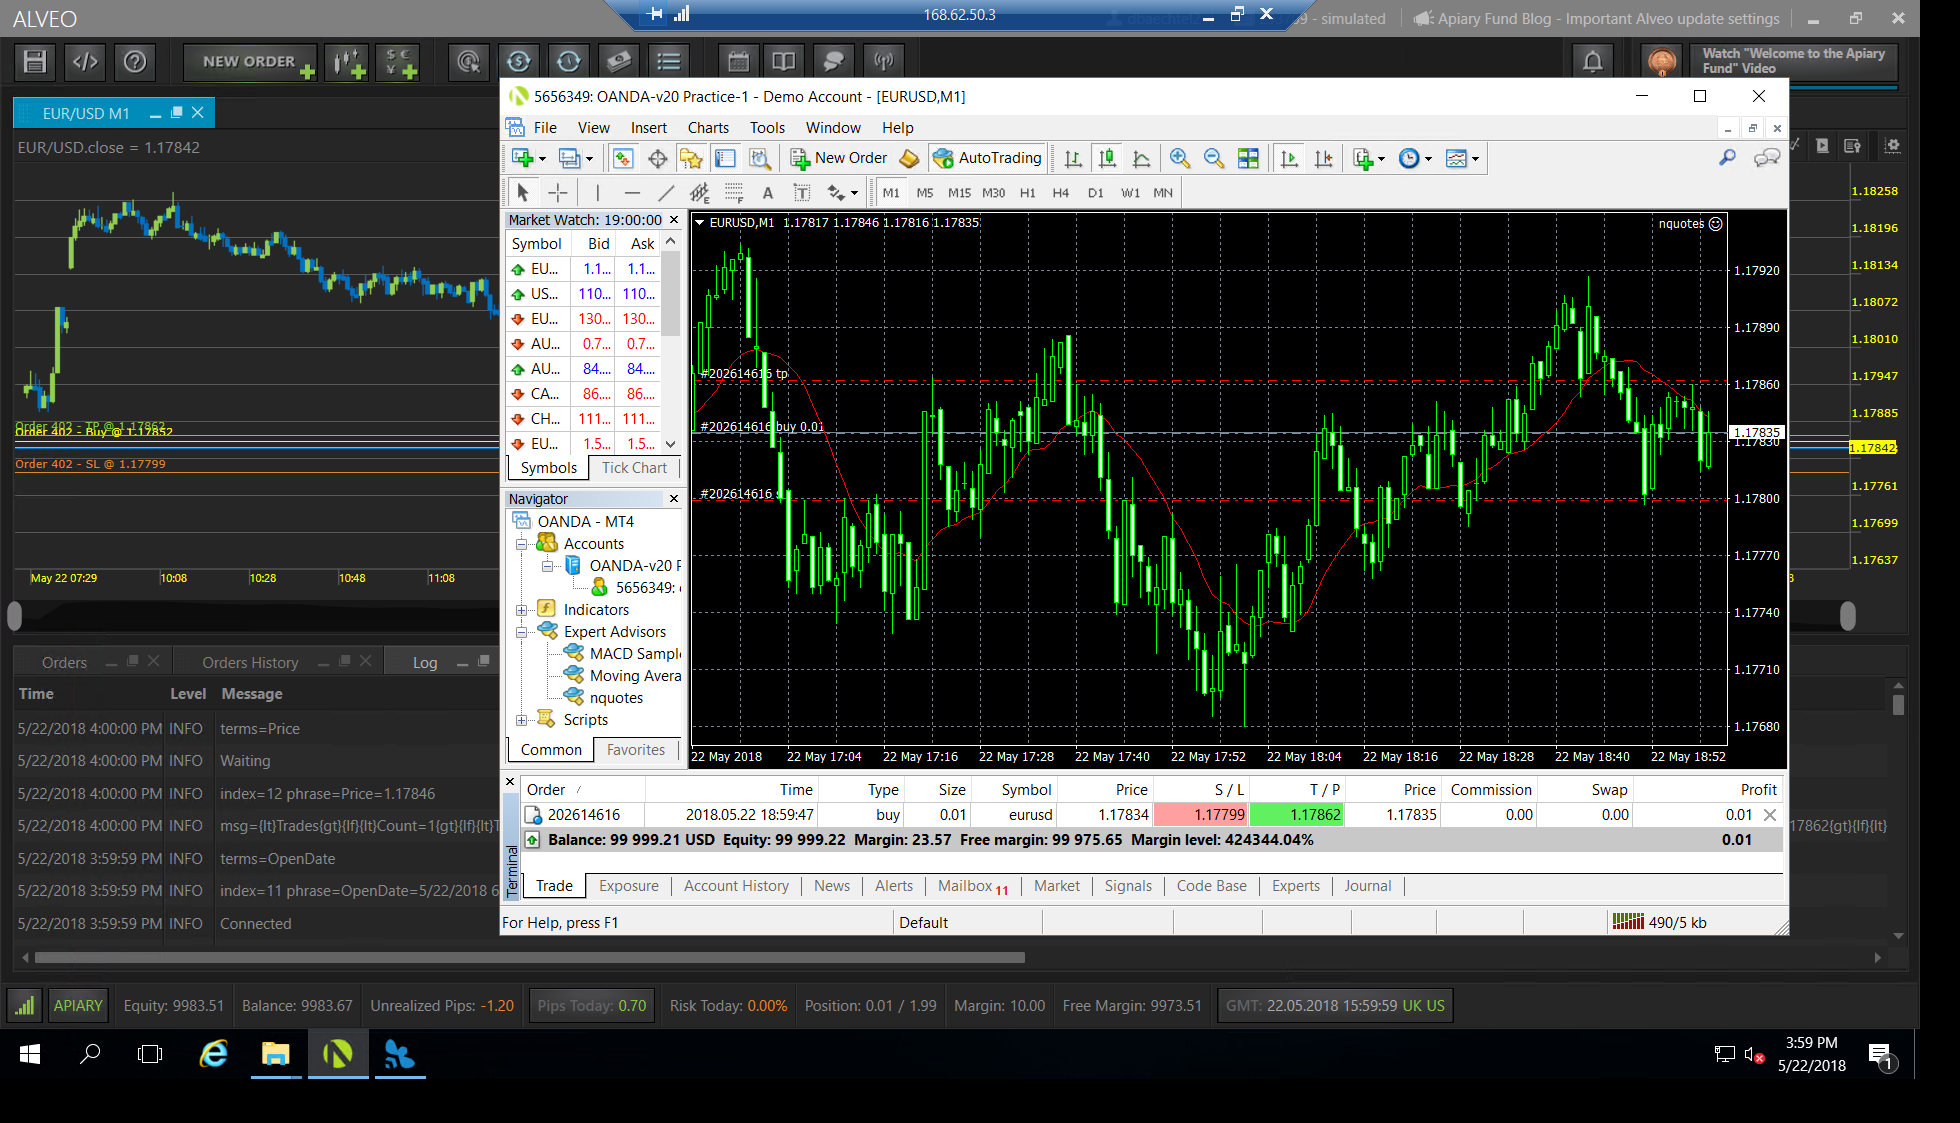 168.62.50.3
ALVEO
09 - simulated
Apiary Fund Blog - Important Alveo update settings
NEW ORDER
Watch "Welcome to the Apiary
Fund" Video
EUR/USD M1
EUR/USD.close = 1.17842
Order 402 - TP @ 1.17862
Order 402 - Buy @ 1.17852
Order 402 - SL @ 1.17799
May 22 07:29
10:08
10:28
10:48
11:08
1.18258
1.18196
1.18134
1.18072
1.18010
1.17947
1.17885
1.17842
1.17761
1.17699
1.17637
5656349: OANDA-v20 Practice-1 - Demo Account - [EURUSD,M1]
File View Insert Charts Tools Window Help
New Order AutoTrading
A T M1 M5 M15 M30 H1 H4 D1 W1 MN
Market Watch: 19:00:00
Symbol Bid Ask
EU... 1.1... 1.1...
US... 110... 110...
EU... 130... 130...
AU... 0.7... 0.7...
AU... 84.... 84....
CA... 86.... 86....
CH... 111... 111...
EU... 1.5... 1.5...
Symbols Tick Chart
Navigator
OANDA - MT4
Accounts
OANDA-v20 F
5656349:
Indicators
Expert Advisors
MACD Sample
Moving Avera
nquotes
Scripts
Common Favorites
EURUSD,M1 1.17817 1.17846 1.17816 1.17835
nquotes
#202614616 tp
#202614616 buy 0.01
#202614616 s
1.17920
1.17890
1.17860
1.17835
1.17830
1.17800
1.17770
1.17740
1.17710
1.17680
22 May 2018 22 May 17:04 22 May 17:16 22 May 17:28 22 May 17:40 22 May 17:52 22 May 18:04 22 May 18:16 22 May 18:28 22 May 18:40 22 May 18:52
Terminal
Order / Time Type Size Symbol Price S / L T / P Price Commission Swap Profit
202614616 2018.05.22 18:59:47 buy 0.01 eurusd 1.17834 1.17799 1.17862 1.17835 0.00 0.00 0.01
Balance: 99 999.21 USD Equity: 99 999.22 Margin: 23.57 Free margin: 99 975.65 Margin level: 424344.04% 0.01
Trade Exposure Account History News Alerts Mailbox 11 Market Signals Code Base Experts Journal
For Help, press F1 Default 490/5 kb
Orders Orders History Log
Time Level Message
5/22/2018 4:00:00 PM INFO terms=Price
5/22/2018 4:00:00 PM INFO Waiting
5/22/2018 4:00:00 PM INFO index=12 phrase=Price=1.17846
5/22/2018 4:00:00 PM INFO msg={lt}Trades{gt}{lf}{lt}Count=1{gt}{lf}{lt}T 17862{gt}{lf}{lt}
5/22/2018 3:59:59 PM INFO terms=OpenDate
5/22/2018 3:59:59 PM INFO index=11 phrase=OpenDate=5/22/2018 6
5/22/2018 3:59:59 PM INFO Connected
APIARY Equity: 9983.51 Balance: 9983.67 Unrealized Pips: -1.20 Pips Today: 0.70 Risk Today: 0.00% Position: 0.01 / 1.99 Margin: 10.00 Free Margin: 9973.51 GMT: 22.05.2018 15:59:59 UK US
3:59 PM
5/22/2018
1